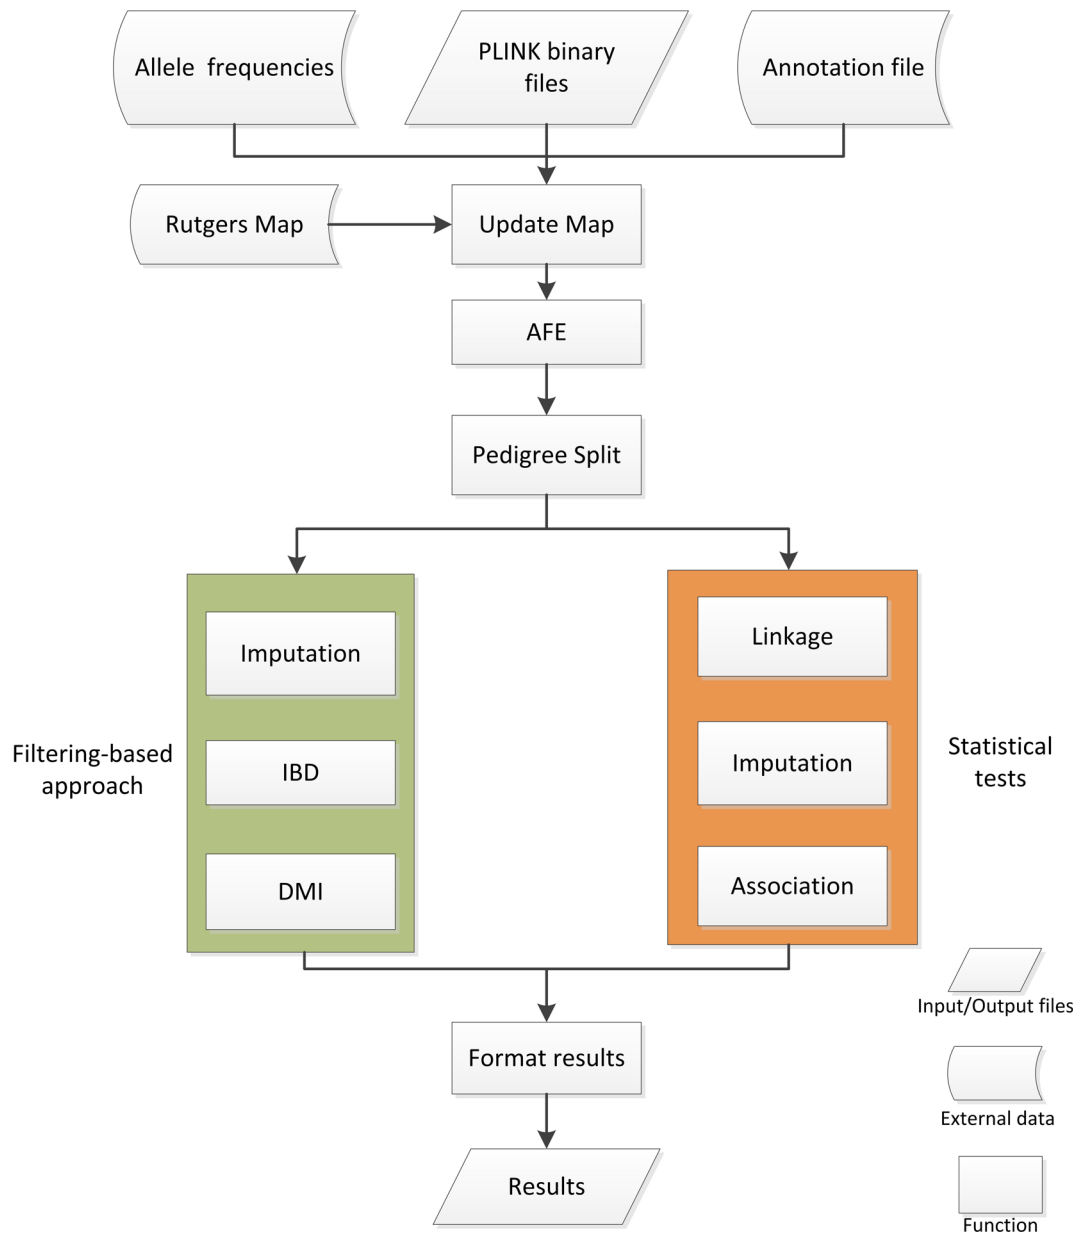 Allele frequencies
PLINK binary
files
Annotation file
Rutgers Map
Update Map
AFE
Pedigree Split
Filtering-based
approach
Imputation
IBD
DMI
Linkage
Imputation
Association
Statistical
tests
Format results
Results
Input/Output files
External data
Function